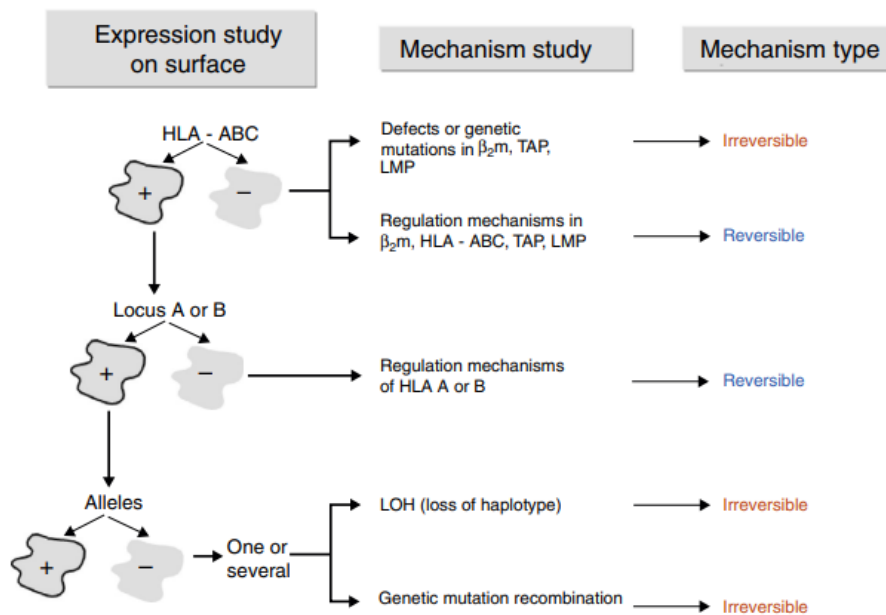 Expression study
on surface
Mechanism study
Mechanism type
HLA - ABC
+
−
Defects or genetic
mutations in β₂m, TAP,
LMP
Irreversible
Regulation mechanisms in
β₂m, HLA - ABC, TAP, LMP
Reversible
Locus A or B
+
−
Regulation mechanisms
of HLA A or B
Reversible
Alleles
+
−
One or
several
LOH (loss of haplotype)
Irreversible
Genetic mutation recombination
Irreversible